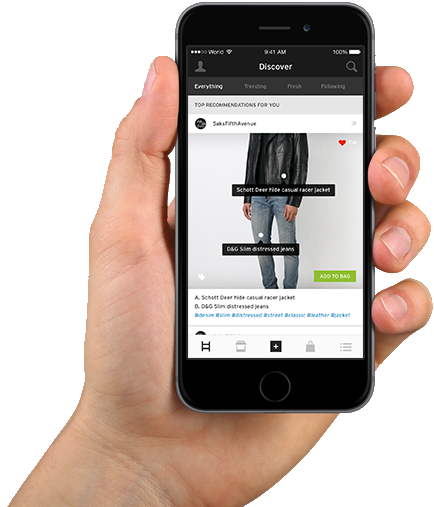 World 9:41 AM 100%
Discover
Everything Trending Fresh Following
TOP RECOMMENDATIONS FOR YOU
SaksFifthAvenue
Schott Deer hide casual racer jacket
D&G Slim distressed jeans
ADD TO BAG
A. Schott Deer hide casual racer jacket
B. D&G Slim distressed jeans
#denim #slim #distressed #street #classic #leather #jacket